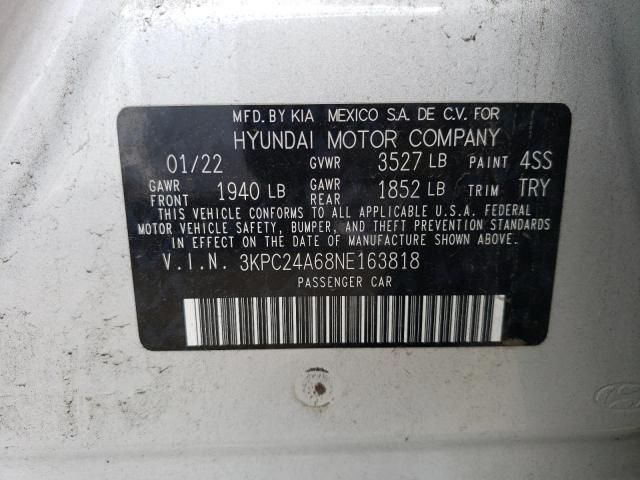 MFD. BY KIA MEXICO S.A. DE C.V. FOR
HYUNDAI MOTOR COMPANY
01/22 GVWR 3527 LB PAINT 4SS
GAWR FRONT 1940 LB GAWR REAR 1852 LB TRIM TRY
THIS VEHICLE CONFORMS TO ALL APPLICABLE U.S.A. FEDERAL
MOTOR VEHICLE SAFETY, BUMPER, AND THEFT PREVENTION STANDARDS
IN EFFECT ON THE DATE OF MANUFACTURE SHOWN ABOVE.
V.I.N. 3KPC24A68NE163818
PASSENGER CAR